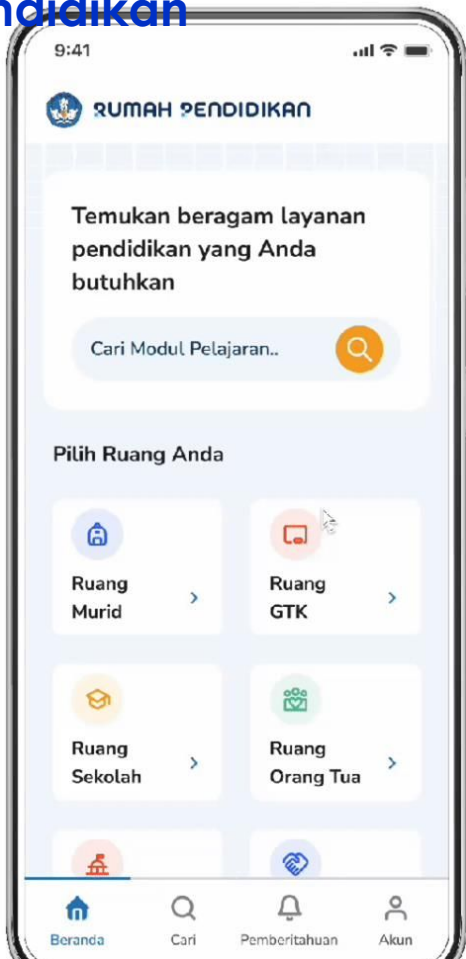 ndidikan
9:41
RUMAH PENDIDIKAN
Temukan beragam layanan
pendidikan yang Anda
butuhkan
Cari Modul Pelajaran..
Pilih Ruang Anda
Ruang
Murid
Ruang
GTK
Ruang
Sekolah
Ruang
Orang Tua
Beranda
Cari
Pemberitahuan
Akun